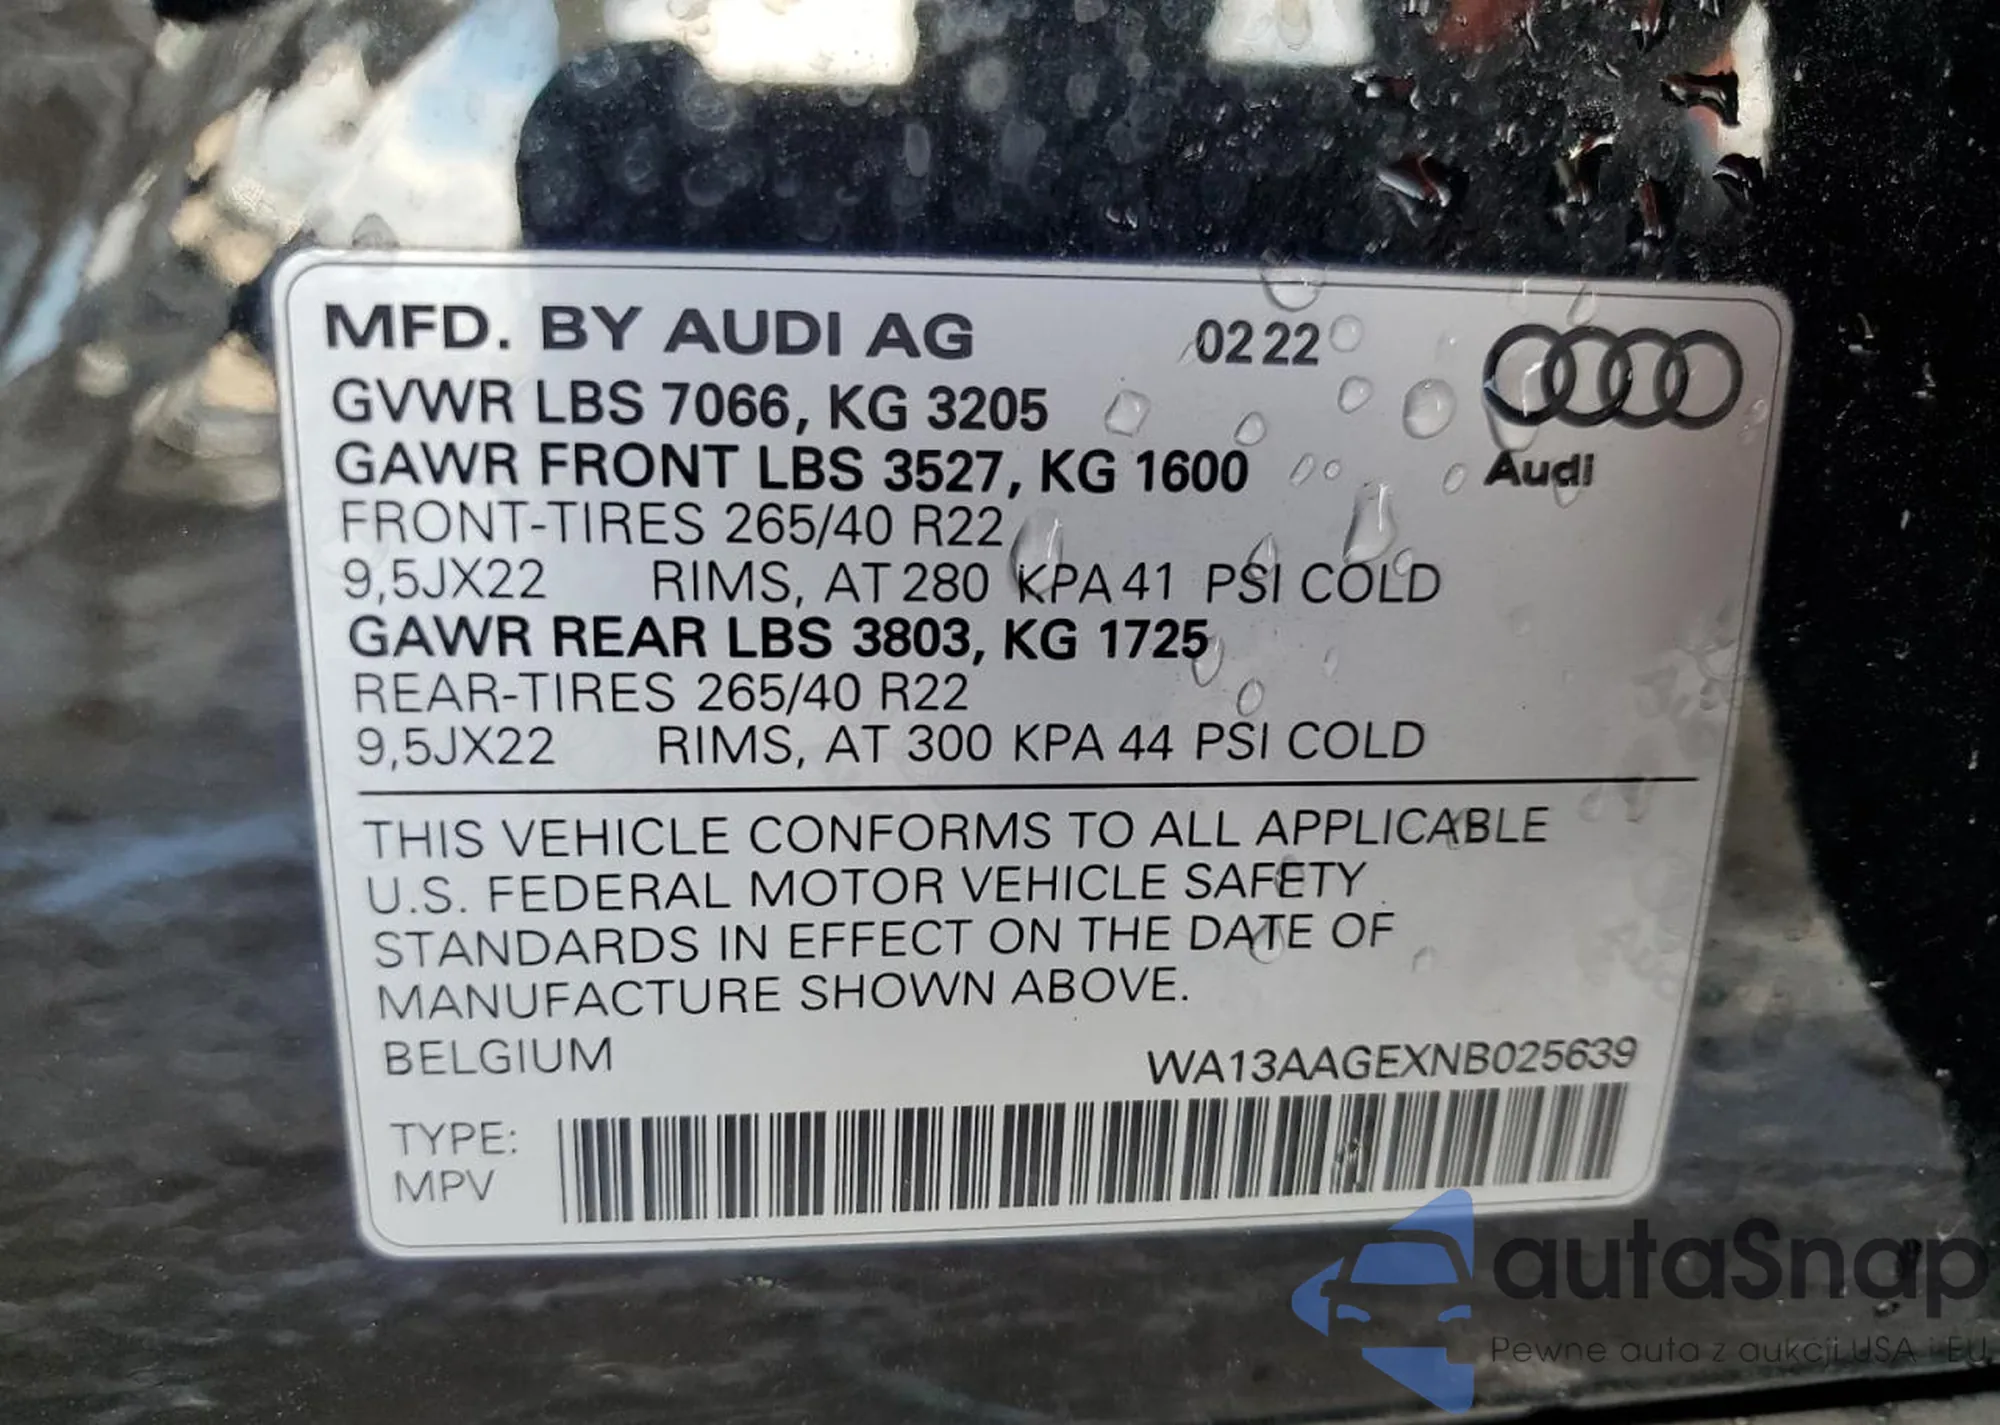 MFD. BY AUDI AG 02 22
GVWR LBS 7066, KG 3205
GAWR FRONT LBS 3527, KG 1600
Audi
FRONT-TIRES 265/40 R22
9,5JX22 RIMS, AT 280 KPA 41 PSI COLD
GAWR REAR LBS 3803, KG 1725
REAR-TIRES 265/40 R22
9,5JX22 RIMS, AT 300 KPA 44 PSI COLD
THIS VEHICLE CONFORMS TO ALL APPLICABLE
U.S. FEDERAL MOTOR VEHICLE SAFETY
STANDARDS IN EFFECT ON THE DATE OF
MANUFACTURE SHOWN ABOVE.
BELGIUM WA13AAGEXNB025639
TYPE:
MPV
autaSnap
Pewne auta z aukcji USA i EU